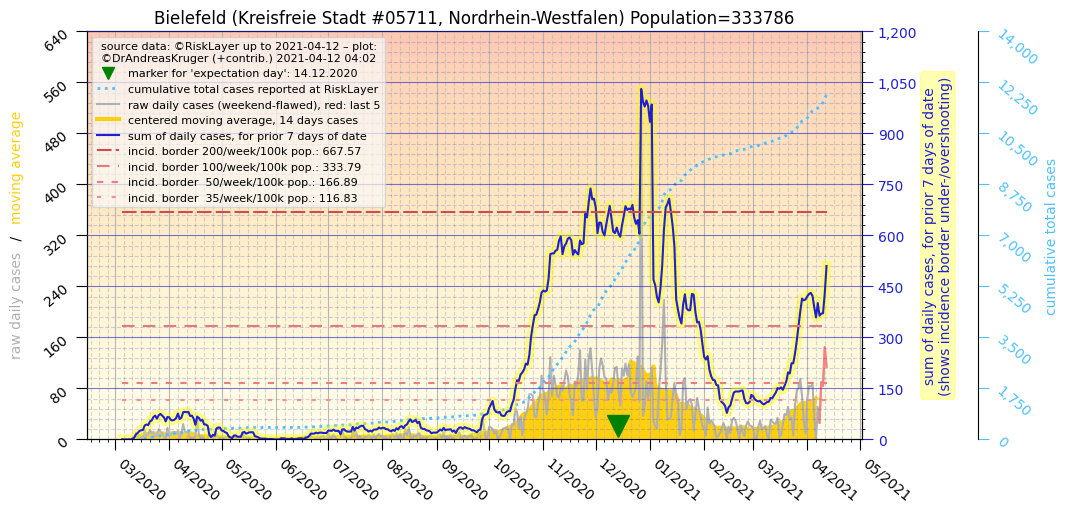 Bielefeld (Kreisfreie Stadt #05711, Nordrhein-Westfalen) Population=333786
source data: ©RiskLayer up to 2021-04-12 – plot:
©DrAndreasKruger (+contrib.) 2021-04-12 04:02
marker for 'expectation day': 14.12.2020
cumulative total cases reported at RiskLayer
raw daily cases (weekend-flawed), red: last 5
centered moving average, 14 days cases
sum of daily cases, for prior 7 days of date
incid. border 200/week/100k pop.: 667.57
incid. border 100/week/100k pop.: 333.79
incid. border  50/week/100k pop.: 166.89
incid. border  35/week/100k pop.: 116.83
raw daily cases  /  moving average
640
560
480
400
320
240
160
80
0
03/2020
04/2020
05/2020
06/2020
07/2020
08/2020
09/2020
10/2020
11/2020
12/2020
01/2021
02/2021
03/2021
04/2021
05/2021
1,200
1,050
900
750
600
450
300
150
0
sum of daily cases, for prior 7 days of date
(shows incidence border under-/overshooting)
14,000
12,250
10,500
8,750
7,000
5,250
3,500
1,750
0
cumulative total cases